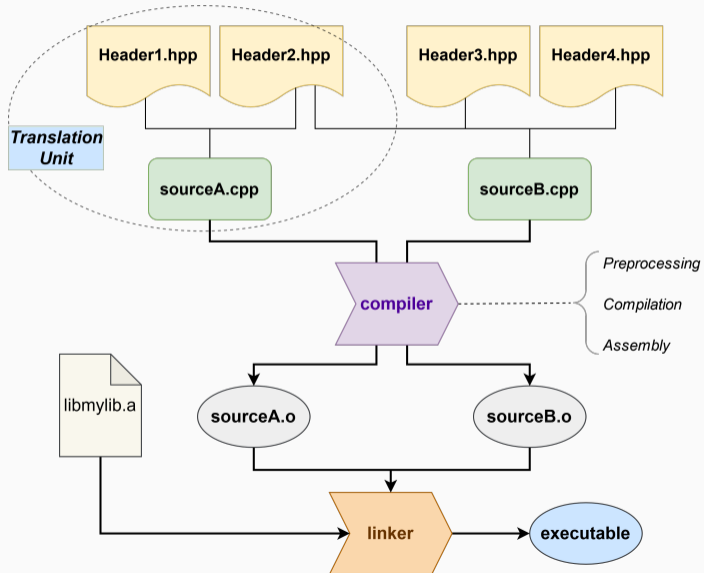 Header1.hpp
Header2.hpp
Header3.hpp
Header4.hpp
Translation
Unit
sourceA.cpp
sourceB.cpp
compiler
Preprocessing
Compilation
Assembly
libmylib.a
sourceA.o
sourceB.o
linker
executable